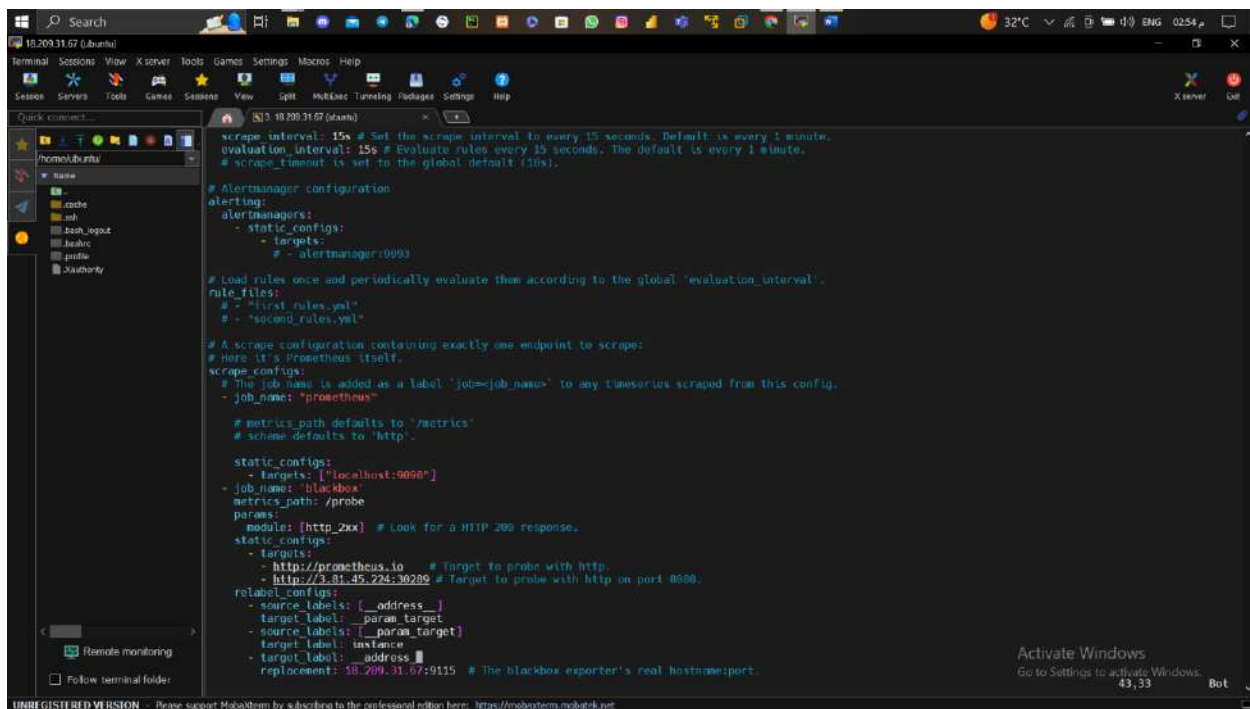 Search
32°C
ENG
02:54 م
18.209.31.67 (ubuntu)
Terminal Sessions View X server Tools Games Settings Macros Help
Session Servers Tools Games Sessions View Split MultiExec Tunneling Packages Settings Help
X server Exit
Quick connect...
3. 18.209.31.67 (ubuntu)
/home/ubuntu/
Name
..
.cache
.ssh
.bash_logout
.bashrc
.profile
.Xauthority
scrape_interval: 15s # Set the scrape interval to every 15 seconds. Default is every 1 minute.
evaluation_interval: 15s # Evaluate rules every 15 seconds. The default is every 1 minute.
# scrape_timeout is set to the global default (10s).
# Alertmanager configuration
alerting:
alertmanagers:
- static_configs:
- targets:
# - alertmanager:9093
# Load rules once and periodically evaluate them according to the global 'evaluation_interval'.
rule_files:
# - "first_rules.yml"
# - "second_rules.yml"
# A scrape configuration containing exactly one endpoint to scrape:
# Here it's Prometheus itself.
scrape_configs:
# The job name is added as a label `job=<job_name>` to any timeseries scraped from this config.
- job_name: "prometheus"
# metrics_path defaults to '/metrics'
# scheme defaults to 'http'.
static_configs:
- targets: ["localhost:9090"]
- job_name: 'blackbox'
metrics_path: /probe
params:
module: [http_2xx] # Look for a HTTP 200 response.
static_configs:
- targets:
- http://prometheus.io # Target to probe with http.
- http://3.81.45.224:30289 # Target to probe with http on port 8080.
relabel_configs:
- source_labels: [__address__]
target_label: __param_target
- source_labels: [__param_target]
target_label: instance
- target_label: __address__
replacement: 18.209.31.67:9115 # The blackbox exporter's real hostname:port.
Remote monitoring
Follow terminal folder
Activate Windows
Go to Settings to activate Windows.
43,33 Bot
UNREGISTERED VERSION - Please support MobaXterm by subscribing to the professional edition here: https://mobaxterm.mobatek.net